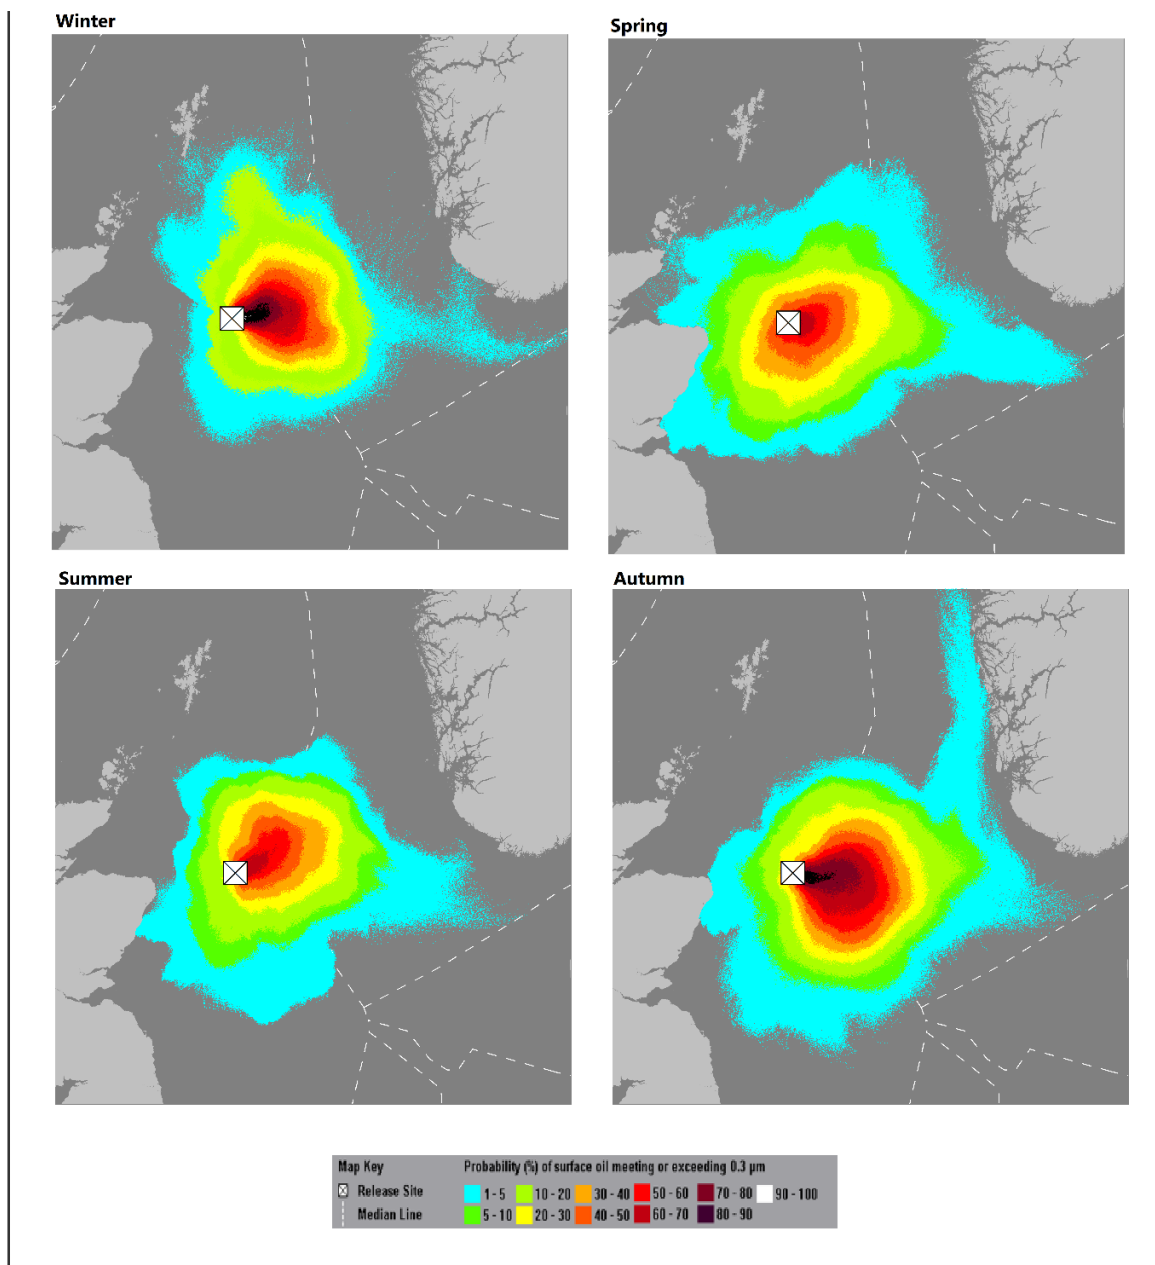 Winter
Spring
Summer
Autumn
Map Key
Probability (%) of surface oil meeting or exceeding 0.3 µm
Release Site
1 - 5
10 - 20
30 - 40
50 - 60
70 - 80
90 - 100
Median Line
5 - 10
20 - 30
40 - 50
60 - 70
80 - 90